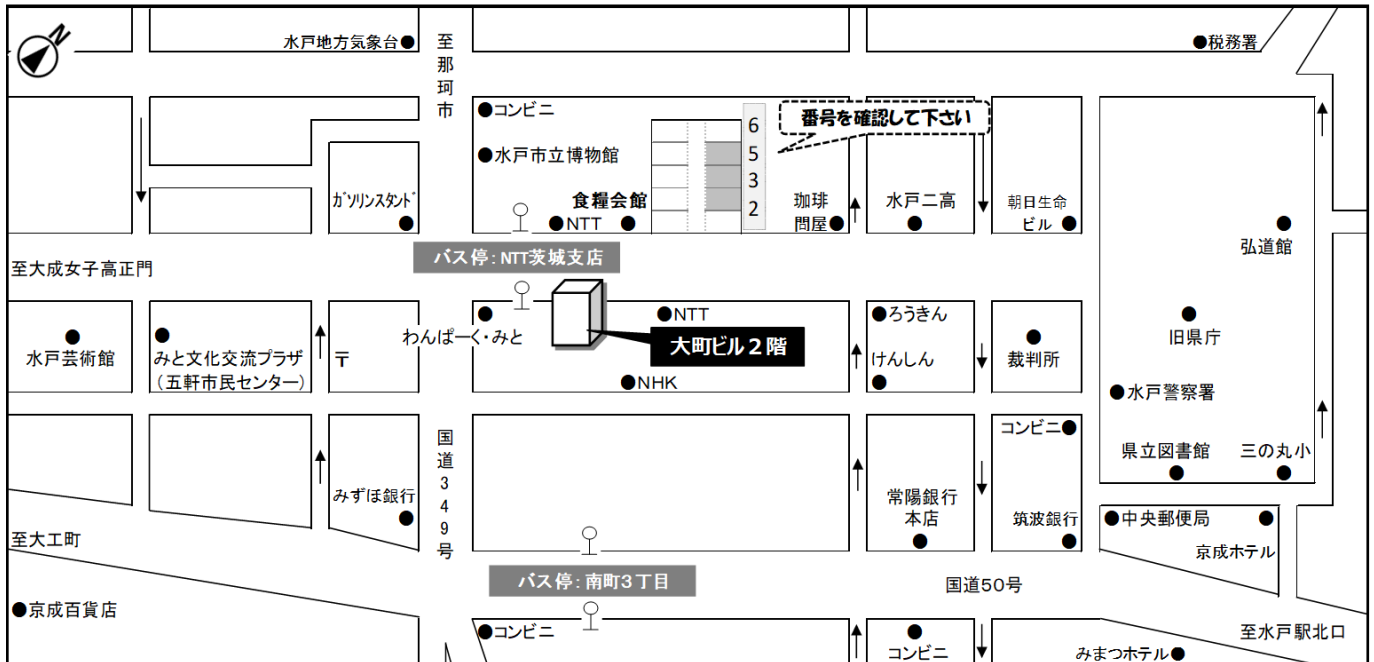 N
水戸地方気象台
至那珂市
税務署
コンビニ
番号を確認して下さい
6
5
3
2
水戸市立博物館
ガソリンスタンド
食糧会館
NTT
珈琲
問屋
水戸二高
朝日生命
ビル
弘道館
バス停:NTT茨城支店
至大成女子高正門
わんぱーく・みと
NTT
大町ビル2階
ろうきん
けんしん
裁判所
旧県庁
水戸芸術館
みと文化交流プラザ
(五軒市民センター)
〒
NHK
水戸警察署
国道349号
コンビニ
県立図書館
三の丸小
みずほ銀行
常陽銀行
本店
筑波銀行
中央郵便局
京成ホテル
至大工町
バス停:南町3丁目
国道50号
京成百貨店
コンビニ
コンビニ
みまつホテル
至水戸駅北口